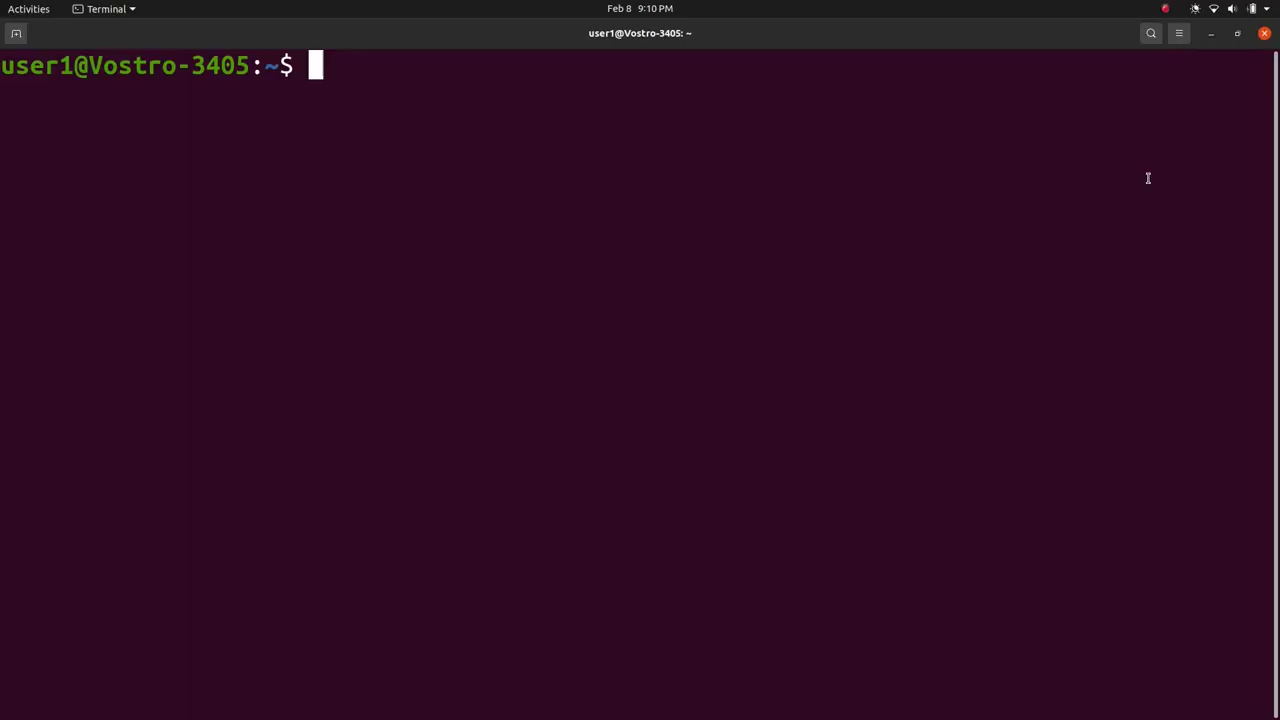 Activities Terminal Feb 8 9:10 PM
user1@Vostro-3405: ~
user1@Vostro-3405:~$